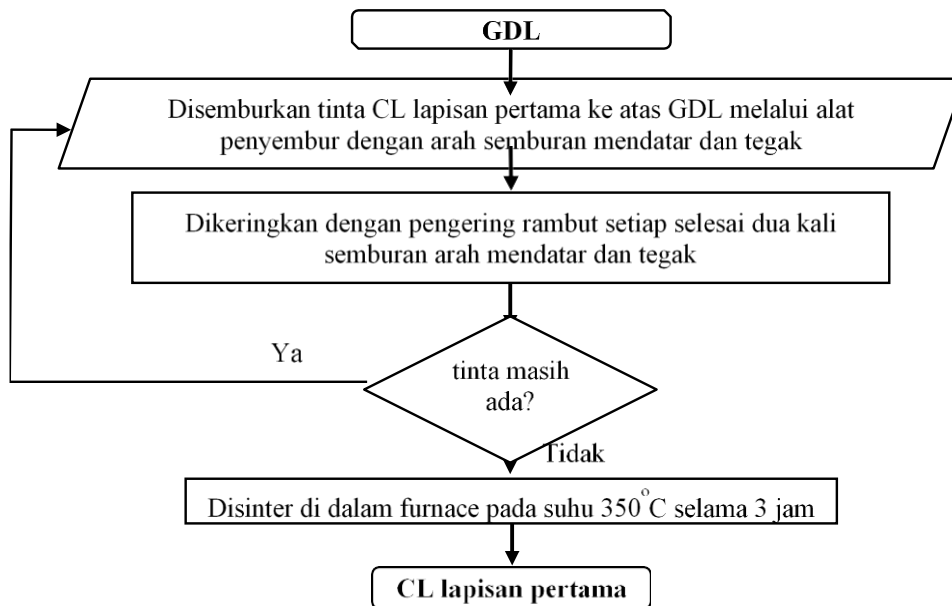 GDL
Disemburkan tinta CL lapisan pertama ke atas GDL melalui alat
penyembur dengan arah semburan mendatar dan tegak
Dikeringkan dengan pengering rambut setiap selesai dua kali
semburan arah mendatar dan tegak
Ya
tinta masih
ada?
Tidak
Disinter di dalam furnace pada suhu 350°C selama 3 jam
CL lapisan pertama